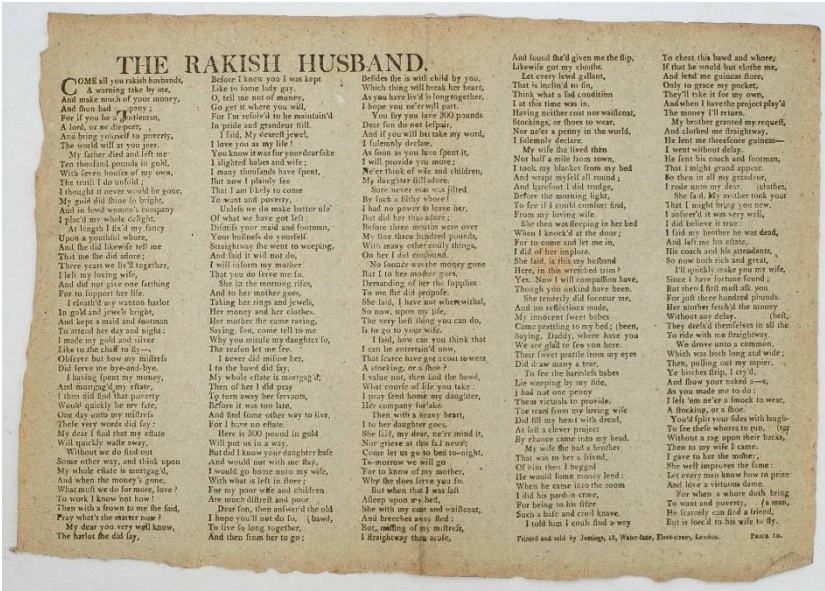 THE RAKISH HUSBAND.
COME all you rakish husbands,
A warning take by me,
And make much of your money,
And shun bad company;
For if you be a gentleman,
A lord, or ne'er
And bring yourself to poverty,
The world will at you jeer.
My father died and left me
Ten thousand pounds in gold,
With seven houses of my own,
The truth I do unfold;
I thought it never would be gone,
My gold did shine so bright,
And in lewd women's company
I plac'd my whole delight.
At length I fix'd my fancy
Upon a youthful whore,
And she did likewise tell me
That me she did adore;
Three years we liv'd together,
I left my loving wife,
And did not give one farthing
For to support her life.
I cloath'd my wanton harlot
In gold and jewels bright,
And kept a maid and footman
To attend her day and night;
I made my gold and silver
Like to the chaff to fly—
Observe but how my mistress
Did serve me bye-and-bye.
I having spent my money,
And mortgag'd my estate,
I then did find that poverty
Would quickly be my fate,
One day unto my mistress
These very words did say:
My dear I find that my estate
Will quickly waste away,
Without we do find out
Some other way, and think upon
My whole estate is mortgag'd,
And when the money's gone,
What must we do for more, love?
To work I know not how!
Then with a frown to me she said,
Pray what's the matter now?
My dear you very well know,
The harlot she did say,
Before I knew you I was kept
Like to some lady gay.
O, tell me not of money,
Go get it where you will,
For I'm resolv'd to be maintain'd
In pride and grandeur still.
I said, My dearest jewel,
I love you as my life!
You know it was for your dear sake
I slighted babes and wife;
I many thousands have spent,
But now I plainly see
That I am likely to come
To want and poverty,
Unless we do make better use
Of what we have got left:
Dismiss your maid and footman,
Your business do yourself.
Straightway she went to weeping,
And said it will not do,
I will inform my mother
That you do serve me so.
She in the morning rises,
And to her mother goes,
Taking her rings and jewels,
Her money and her clothes.
Her mother she came raving,
Saying, son, come tell to me
Why you misuse my daughter so,
The reason let me see.
I never did misuse her,
I to the bawd did say,
My whole estate is mortgag'd,
Then of her I did pray
To turn away her servants,
Before it was too late,
And find some other way to live,
For I have no estate.
Here is 300 pound in gold
Will put us in a way,
But did I know your daughter base
And would not with me stay,
I would go home unto my wife,
With what is left in store;
For my poor wife and children
Are much distrest and poor.
Dear son, then answer'd the old
I hope you'll not do so, (bawd,
To live so long together,
And then from her to go;
Besides she is with child by you,
Which thing will break her heart,
As you have liv'd so long together,
I hope you ne'er will part.
You say you have 300 pounds
Dear son do not despair,
And if you will but take my word,
I solemnly declare,
As soon as you have spent it,
I will provide you more;
Ne'er think of wife and children,
My daughter still adore.
Sure never man was jilted
By such a filthy whore!
I had no power to leave her,
But did her thus adore;
Before three months were over
My fine three hundred pounds,
With many other costly things,
On her I did confound.
No sooner was the money gone
But I to her mother goes,
Demanding of her the supplies
To me she did propose.
She said, I have not wherewithal,
So now, upon my life,
The very best thing you can do,
Is to go to your wife.
I said, how can you think that
I can be entertain'd now,
That scarce have got a coat to wear,
A stocking, or a shoe?
I value not, then said the bawd,
What course of life you take:
I pray send home my daughter,
Her company forsake.
Then with a heavy heart,
I to her daughter goes,
She said, my dear, ne'er mind it,
Nor grieve at this sad news;
Come let us go to bed to-night,
To-morrow we will go
For to know of my mother,
Why she does serve you so.
But when that I was fast
Asleep upon my bed,
She with my coat and waistcoat,
And breeches away fled:
But, missing of my mistress,
I straightway then arose,
And found she'd given me the slip,
Likewise got my cloaths.
Let every lewd gallant,
That is inclin'd to sin,
Think what a sad condition
I at this time was in,
Having neither coat nor waistcoat,
Stockings, or shoes to wear,
Nor ne'er a penny in the world,
I solemnly declare.
My wife she lived then
Not half a mile from town,
I took my blanket from my bed
And wrapt myself all round;
And barefoot I did trudge,
Before the morning light,
To see if I could comfort find,
From my loving wife.
She then was sleeping in her bed
When I knock'd at the door;
For to come and let me in,
I did of her implore.
She said, is this my husband
Here, in this wretched trim?
Yes. Now I will compassion have,
Though you unkind have been.
She tenderly did succour me,
And no reflections made,
My innocent sweet babes
Came prattling to my bed; (been,
Saying, Daddy, where have you
We are glad to see you here.
Their sweet prattle from my eyes
Did draw many a tear,
To see the harmless babes
Lie weeping by my side,
I had not one penny
Them victuals to provide.
The tears from my loving wife
Did fill my heart with dread,
At last a clever project
By chance came into my head.
My wife she had a brother
That was to her a friend,
Of him then I begged
He would some money lend:
When he came into the room
I did his pardon crave,
For being to his sister
Such a base and cruel knave.
I told him I could find a way
To cheat this bawd and whore,
If that he would but clothe me,
And lend me guineas store,
Only to grace my pocket,
They'll take it for my own,
And when I have the project play'd
The money I'll return.
My brother granted my request,
And clothed me straightway,
He lent me threescore guineas—
I went without delay.
He sent his coach and footman,
That I might grand appear.
So then in all my grandeur,
I rode unto my dear. (clothes,
She said, My mother took your
That I might bring you new.
I answer'd it was very well,
I did believe it true:
I said my brother he was dead,
And left me his estate,
His coach and his attendants,
So now both rich and great,
I'll quickly make you my wife,
Since i have fortune found;
But then I first must ask you
For just three hundred pounds.
Her mother fetch'd the money
Without any delay. (best,
They dress'd themselves in all the
To ride with me straightway.
We drove unto a common,
Which was both long and wide;
Then, pulling out my rapier,
Ye bitches strip, I cry'd,
And show your naked a—s,
As you made me to do:
I left 'em ne'er a smock to wear,
A stocking, or a shoe.
You'd split your sides with laugh-
To see these whores to run, (ter
Without a rag upon their backs,
Then to my wife I came.
I gave to her the money,
She well improves the same:
Let every man know how to prize
And love a virtuous dame.
For when a whore doth bring
To want and poverty, (a man,
He scarcely can find a friend,
But is forc'd to his wife to fly.
Printed and sold by Jennings, 13, Water-lane, Fleet-street, London. PRICE 1D.